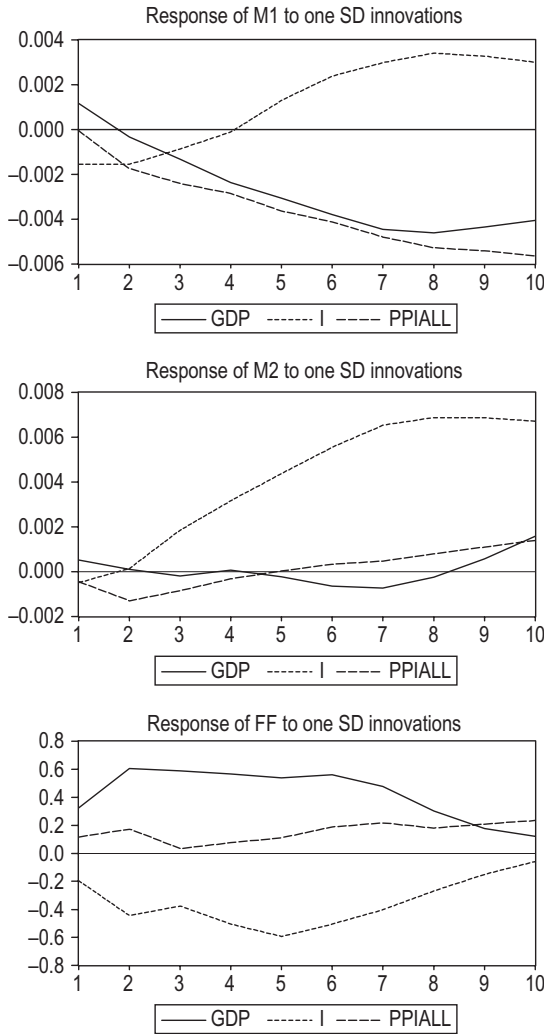 Response of M1 to one SD innovations
0.004
0.002
0.000
–0.002
–0.004
–0.006
1 2 3 4 5 6 7 8 9 10
GDP I PPIALL
Response of M2 to one SD innovations
0.008
0.006
0.004
0.002
0.000
–0.002
1 2 3 4 5 6 7 8 9 10
GDP I PPIALL
Response of FF to one SD innovations
0.8
0.6
0.4
0.2
0.0
–0.2
–0.4
–0.6
–0.8
1 2 3 4 5 6 7 8 9 10
GDP I PPIALL